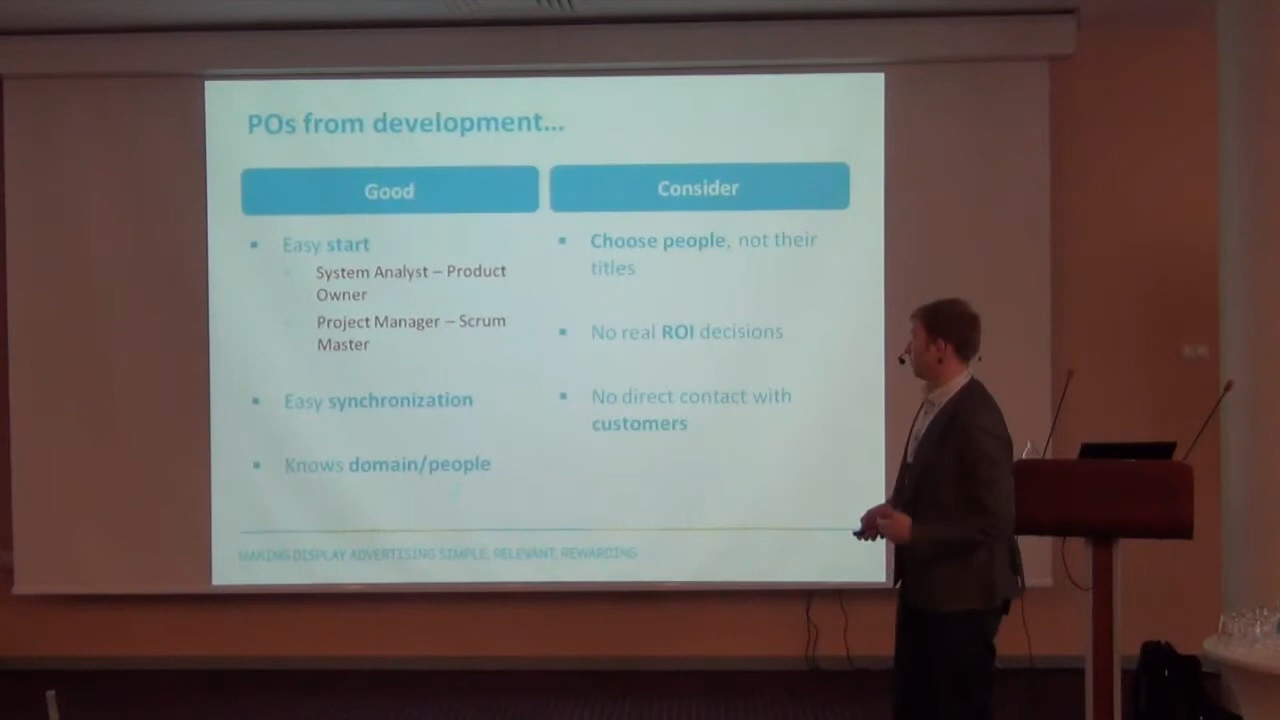 POs from development...
Good
Easy start
System Analyst – Product
Owner
Project Manager – Scrum
Master
Easy synchronization
Knows domain/people
Consider
Choose people, not their
titles
No real ROI decisions
No direct contact with
customers
MAKING DISPLAY ADVERTISING SIMPLE, RELEVANT, REWARDING